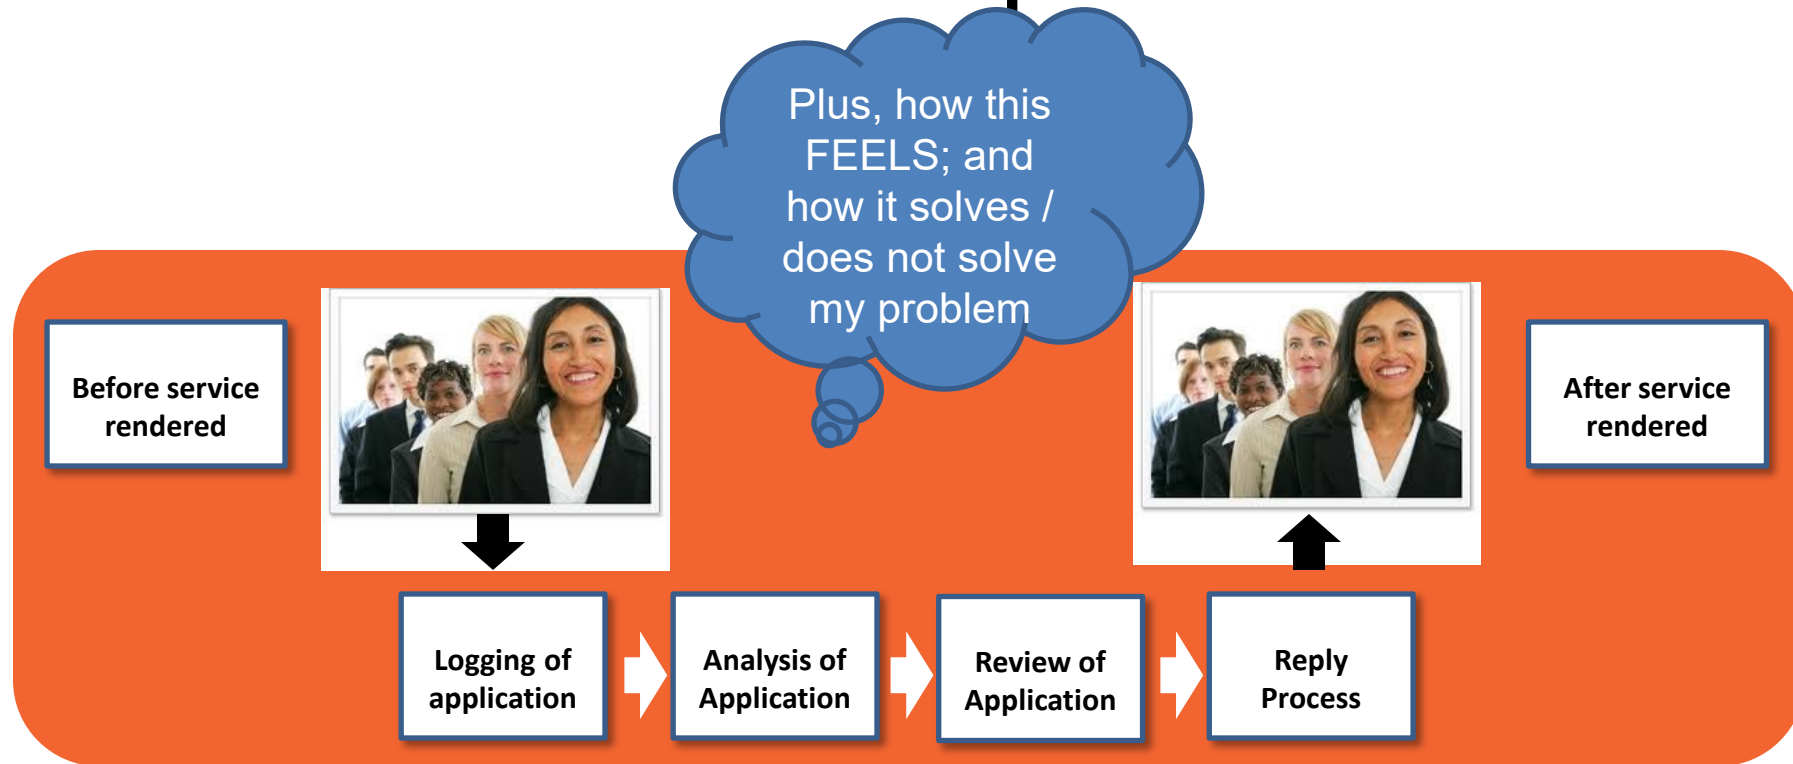 Plus, how this
FEELS; and
how it solves /
does not solve
my problem
Before service
rendered
After service
rendered
Logging of
application
Analysis of
Application
Review of
Application
Reply
Process